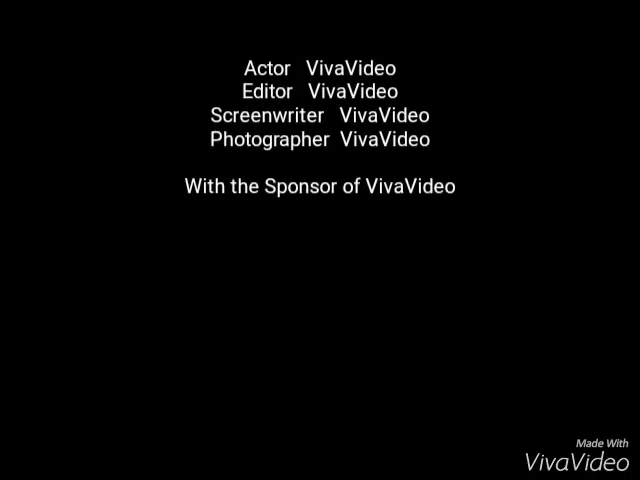 Actor VivaVideo
Editor VivaVideo
Screenwriter VivaVideo
Photographer VivaVideo
With the Sponsor of VivaVideo
Made With
VivaVideo